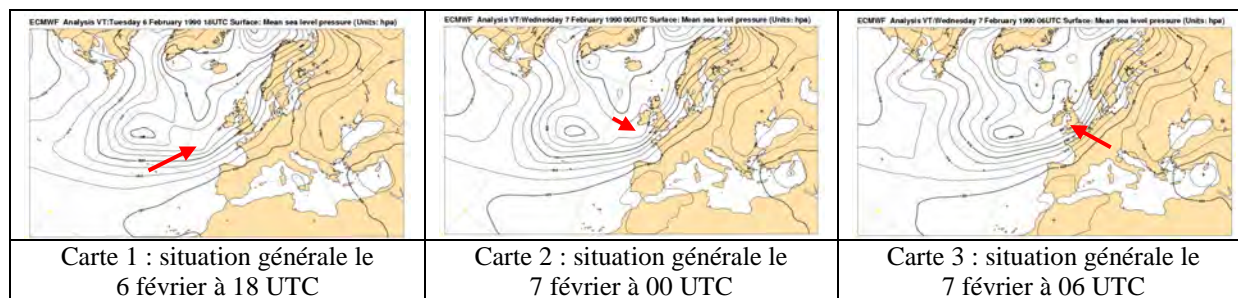 ECMWF Analysis VT:Tuesday 6 February 1990 18UTC Surface: Mean sea level pressure (Units: hpa)
ECMWF Analysis VT:Wednesday 7 February 1990 00UTC Surface: Mean sea level pressure (Units: hpa)
ECMWF Analysis VT:Wednesday 7 February 1990 06UTC Surface: Mean sea level pressure (Units: hpa)
Carte 1 : situation générale le
6 février à 18 UTC
Carte 2 : situation générale le
7 février à 00 UTC
Carte 3 : situation générale le
7 février à 06 UTC